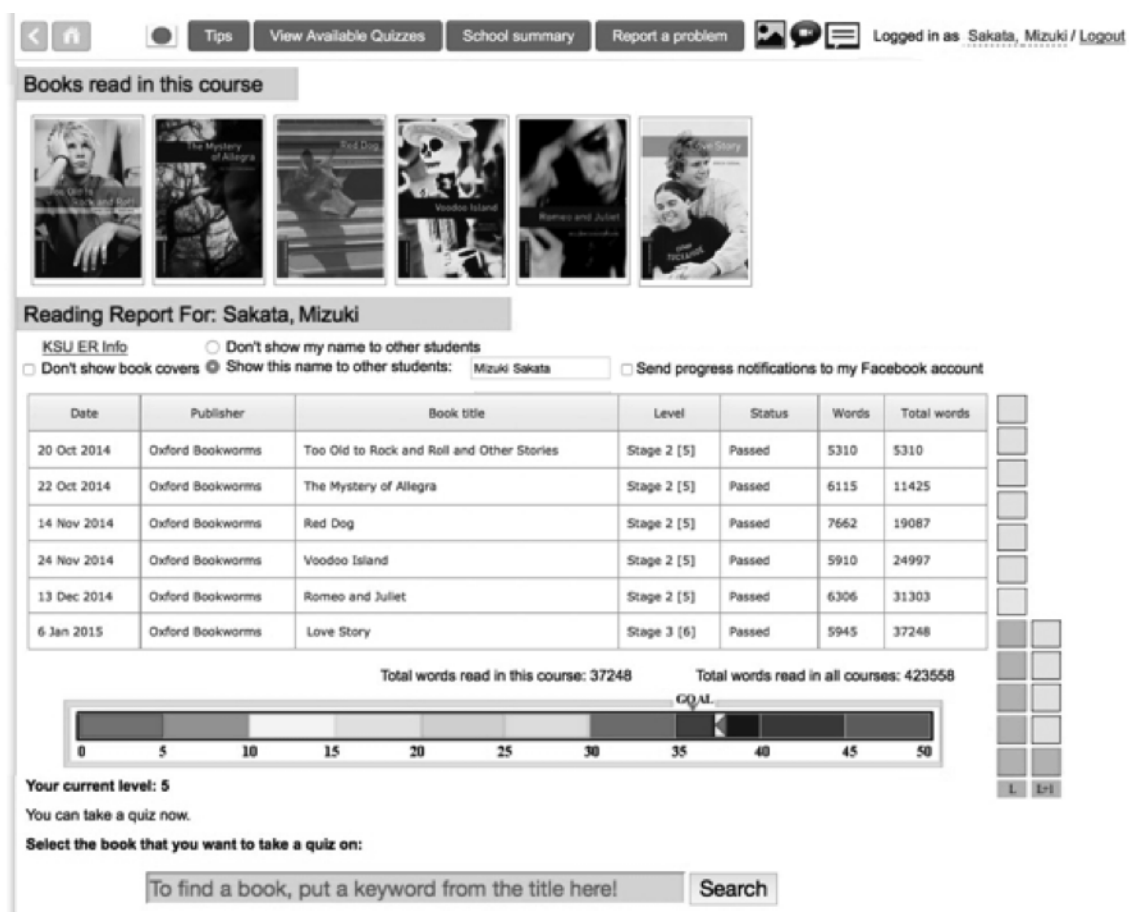 Tips View Available Quizzes School summary Report a problem Logged in as Sakata, Mizuki / Logout
Books read in this course
Too Old to Rock and Roll
The Mystery of Allegra
Red Dog
Voodoo Island
Romeo and Juliet
Love Story
Reading Report For: Sakata, Mizuki
KSU ER Info Don't show my name to other students
Don't show book covers Show this name to other students: Mizuki Sakata Send progress notifications to my Facebook account
Date Publisher Book title Level Status Words Total words
20 Oct 2014 Oxford Bookworms Too Old to Rock and Roll and Other Stories Stage 2 [5] Passed 5310 5310
22 Oct 2014 Oxford Bookworms The Mystery of Allegra Stage 2 [5] Passed 6115 11425
14 Nov 2014 Oxford Bookworms Red Dog Stage 2 [5] Passed 7662 19087
24 Nov 2014 Oxford Bookworms Voodoo Island Stage 2 [5] Passed 5910 24997
13 Dec 2014 Oxford Bookworms Romeo and Juliet Stage 2 [5] Passed 6306 31303
6 Jan 2015 Oxford Bookworms Love Story Stage 3 [6] Passed 5945 37248
Total words read in this course: 37248 Total words read in all courses: 423558
GOAL
0 5 10 15 20 25 30 35 40 45 50
Your current level: 5
L L+1
You can take a quiz now.
Select the book that you want to take a quiz on:
To find a book, put a keyword from the title here! Search